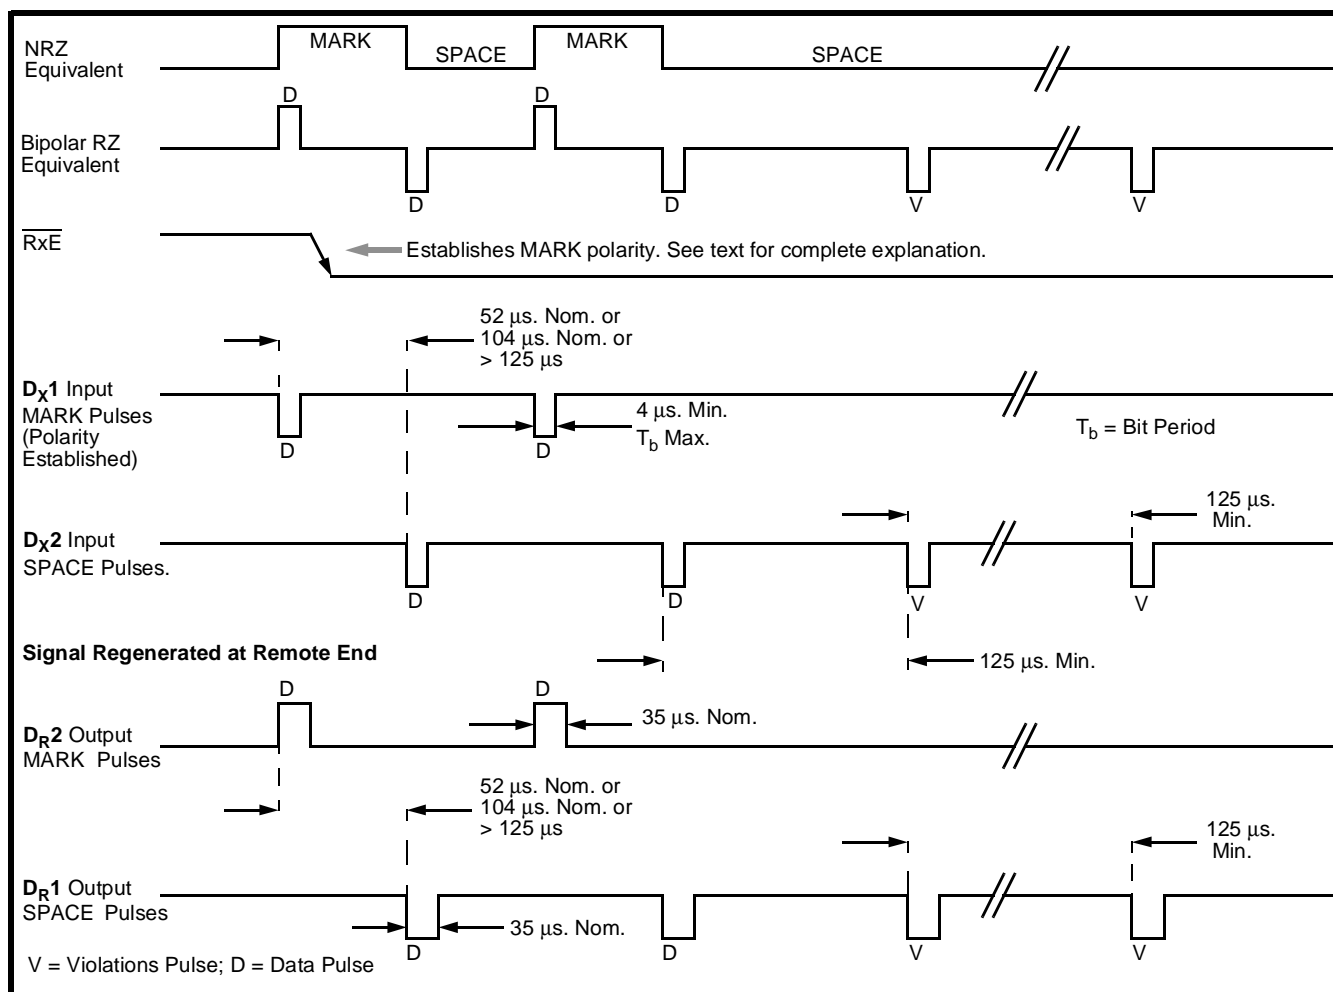 NRZ
Equivalent
MARK
SPACE
MARK
SPACE
D
D
Bipolar RZ
Equivalent
D
D
V
V
RxE
Establishes MARK polarity. See text for complete explanation.
52 μs. Nom. or
104 μs. Nom. or
> 125 μs
DX1 Input
MARK Pulses
(Polarity
Established)
D
D
4 μs. Min.
Tb Max.
Tb = Bit Period
125 μs.
Min.
DX2 Input
SPACE Pulses.
D
D
V
V
Signal Regenerated at Remote End
125 μs. Min.
D
D
35 μs. Nom.
DR2 Output
MARK Pulses
52 μs. Nom. or
104 μs. Nom. or
> 125 μs
125 μs.
Min.
DR1 Output
SPACE Pulses
35 μs. Nom.
D
D
V
V
V = Violations Pulse; D = Data Pulse